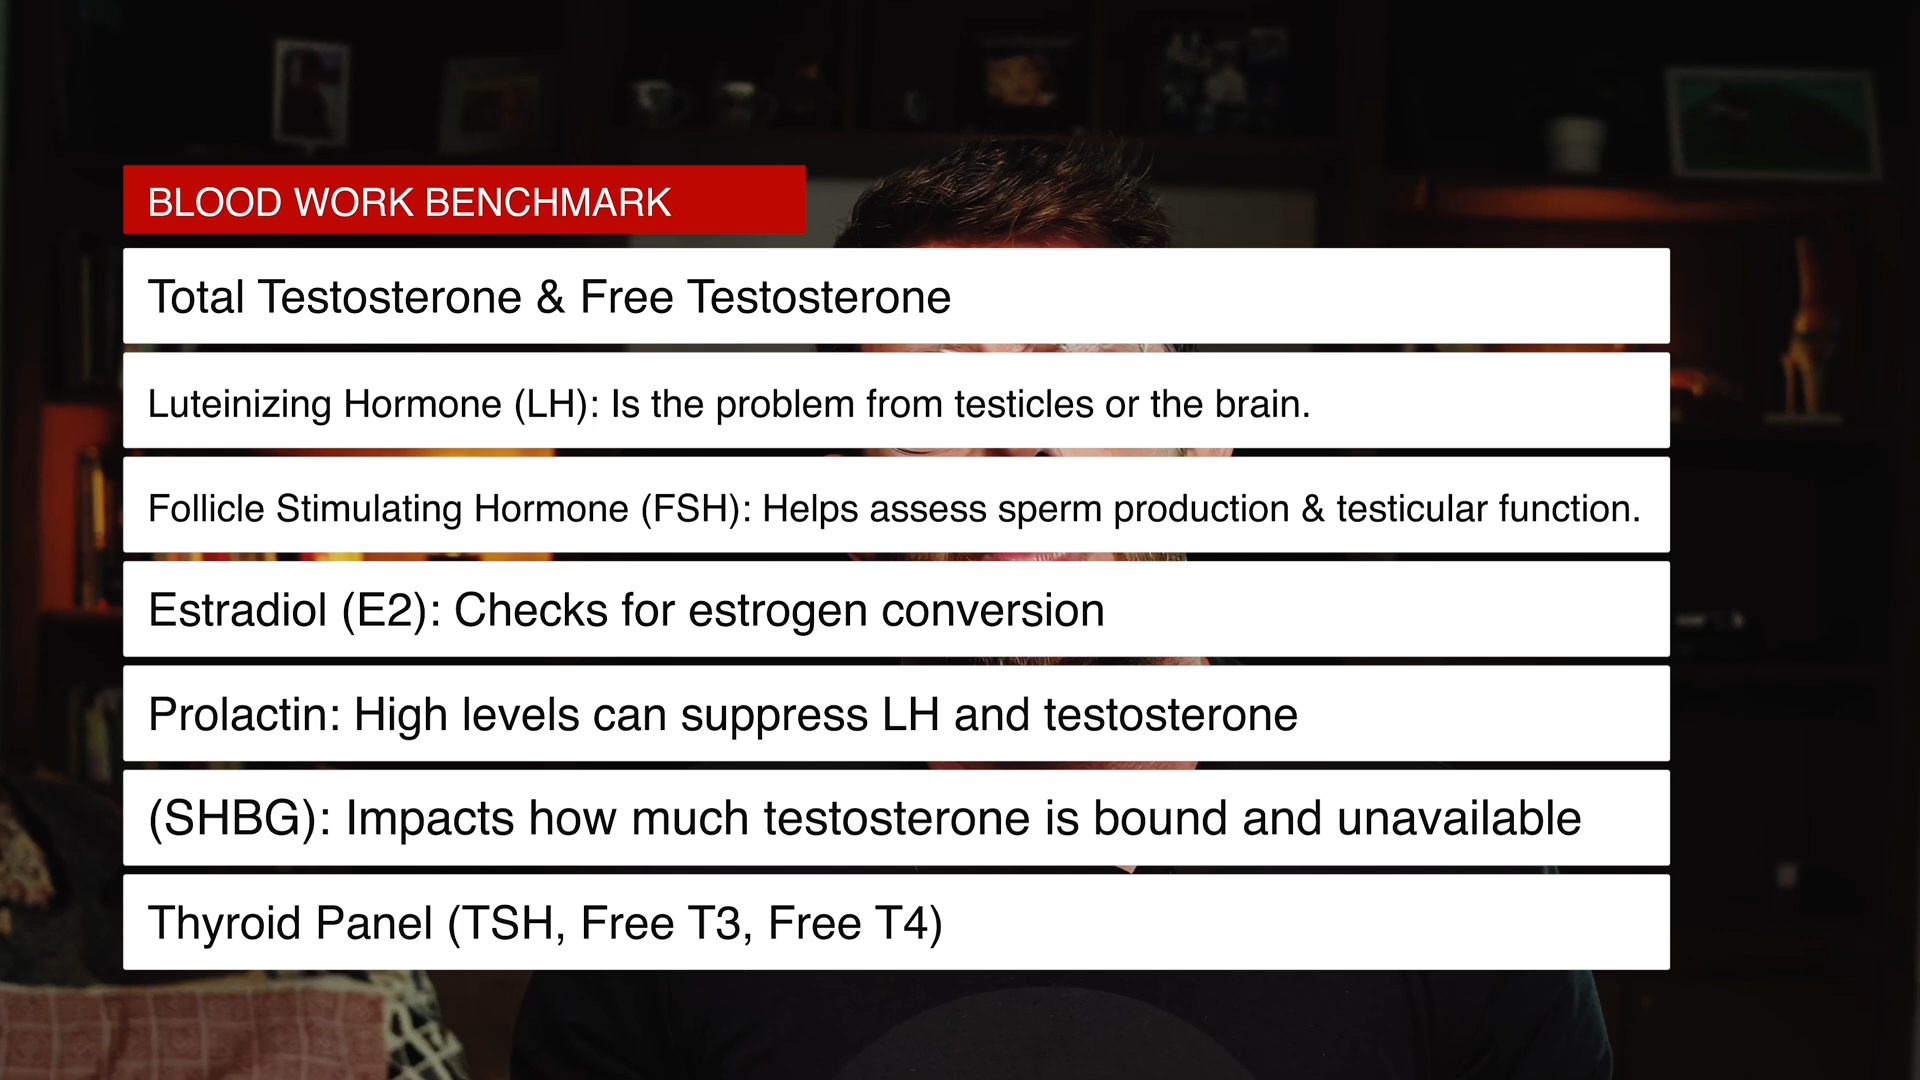 BLOOD WORK BENCHMARK
Total Testosterone & Free Testosterone
Luteinizing Hormone (LH): Is the problem from testicles or the brain.
Follicle Stimulating Hormone (FSH): Helps assess sperm production & testicular function.
Estradiol (E2): Checks for estrogen conversion
Prolactin: High levels can suppress LH and testosterone
(SHBG): Impacts how much testosterone is bound and unavailable
Thyroid Panel (TSH, Free T3, Free T4)